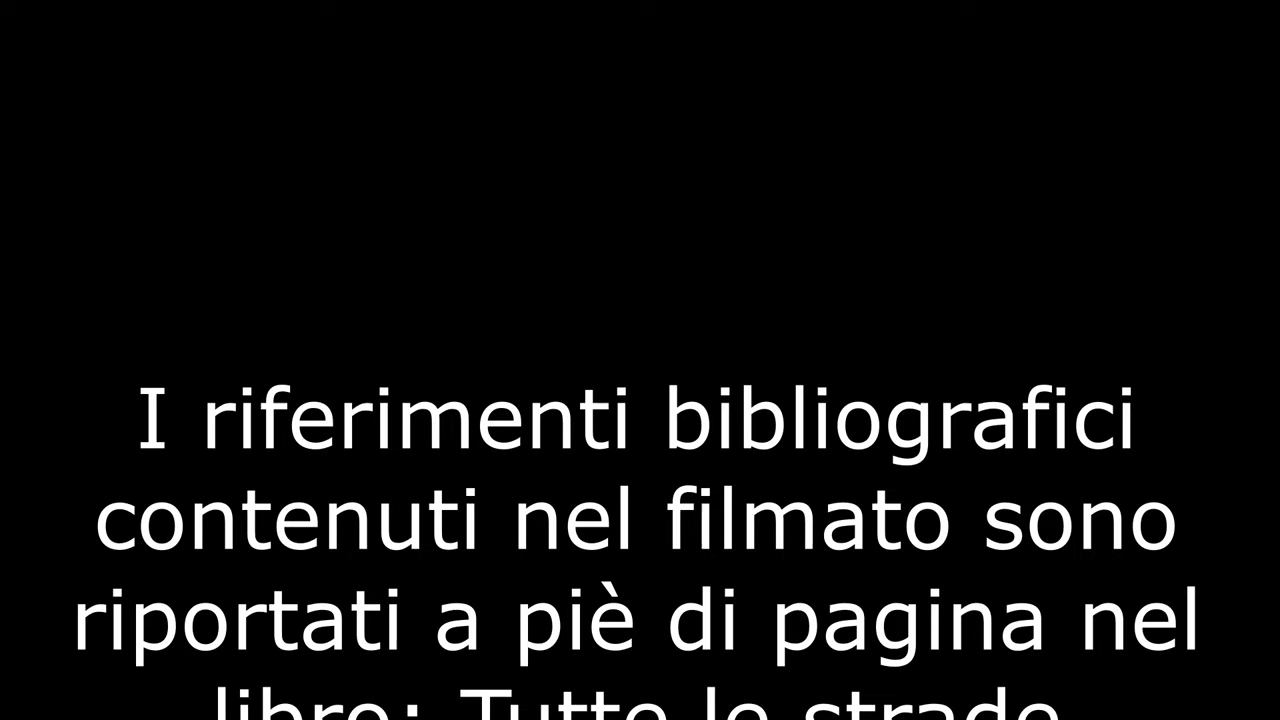 I riferimenti bibliografici
contenuti nel filmato sono
riportati a piè di pagina nel
libro: Tutte le strade